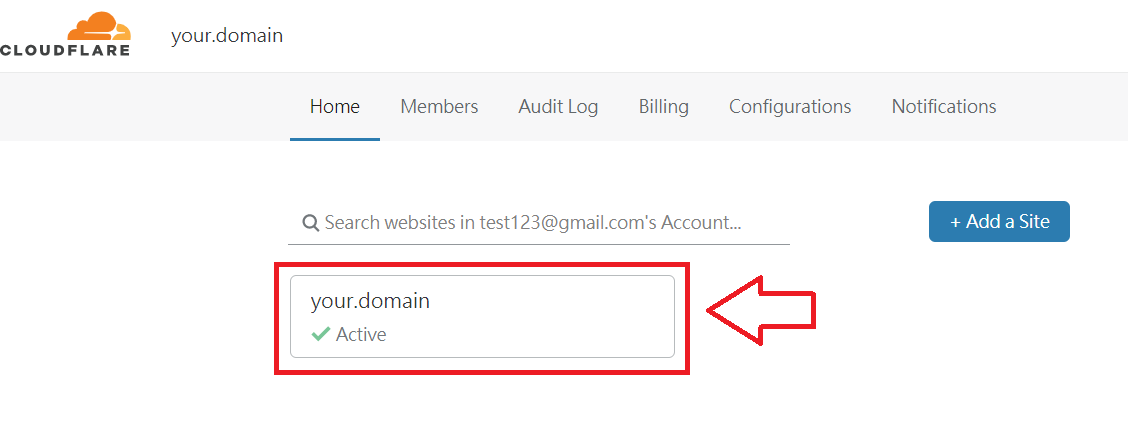 CLOUDFLARE
your.domain
Home Members Audit Log Billing Configurations Notifications
Search websites in test123@gmail.com's Account...
+ Add a Site
your.domain
Active